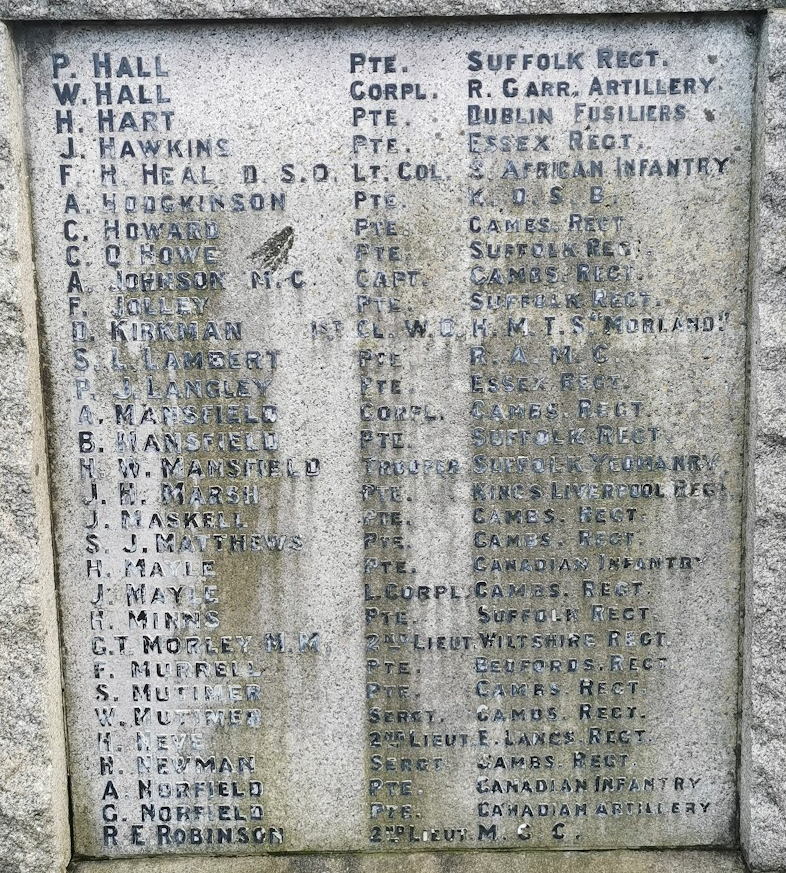 P. HALL PTE. SUFFOLK REGT.
W. HALL CORPL. R. GARR. ARTILLERY.
H. HART PTE. DUBLIN FUSILIERS
J. HAWKINS PTE. ESSEX REGT.
F. H. HEAL D.S.O. LT. COL. S. AFRICAN INFANTRY
A. HODGKINSON PTE. K.O.S.B.
C. HOWARD PTE. CAMBS. REGT.
C. O. HOWE PTE. SUFFOLK REGT.
A. JOHNSON M.C. CAPT. CAMBS. REGT.
F. JOLLEY PTE. SUFFOLK REGT.
D. KIRKMAN 1ST CL. W.O. H.M.T.S. "MORLAND."
S. L. LAMBERT PTE R.A.M.C.
P. J. LANGLEY PTE. ESSEX REGT.
A. MANSFIELD CORPL. CAMBS. REGT.
B. MANSFIELD PTE. SUFFOLK REGT.
H. W. MANSFIELD TROOPER SUFFOLK YEOMANRY.
J. H. MARSH PTE. KINGS LIVERPOOL REGT.
J. MASKELL PTE. CAMBS. REGT.
S. J. MATTHEWS PTE. CAMBS. REGT.
H. MAYLE PTE. CANADIAN INFANTRY
J. MAYLE L.CORPL. CAMBS. REGT.
H. MINNS PTE. SUFFOLK REGT.
G.T. MORLEY M.M. 2ND LIEUT. WILTSHIRE REGT.
F. MURRELL PTE. BEDFORDS. REGT.
S. MUTIMER PTE. CAMBS. REGT.
W. MUTIMER SERGT. CAMBS. REGT.
H. NEVE 2ND LIEUT. E. LANCS. REGT.
H. NEWMAN SERGT CAMBS. REGT.
A. NORFIELD PTE. CANADIAN INFANTRY
G. NORFIELD PTE. CANADIAN ARTILLERY
R E ROBINSON 2ND LIEUT. M. G C.